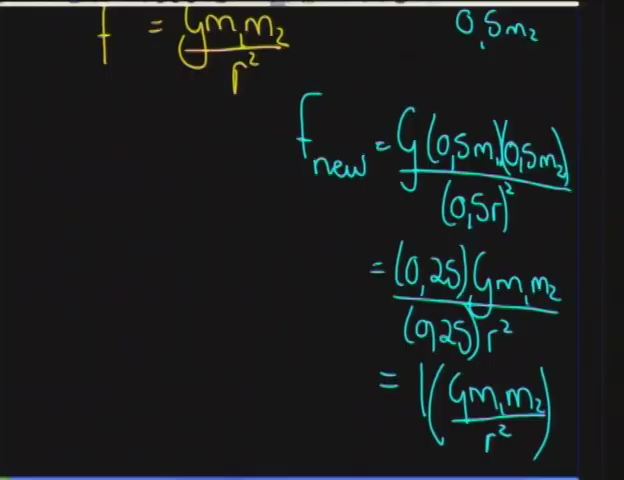 F = Gm₁m₂ / r²
0,5m₂
Fnew = G(0,5m₁)(0,5m₂) / (0,5r)²
= (0,25)Gm₁m₂ / (0,25)r²
= 1(Gm₁m₂ / r²)